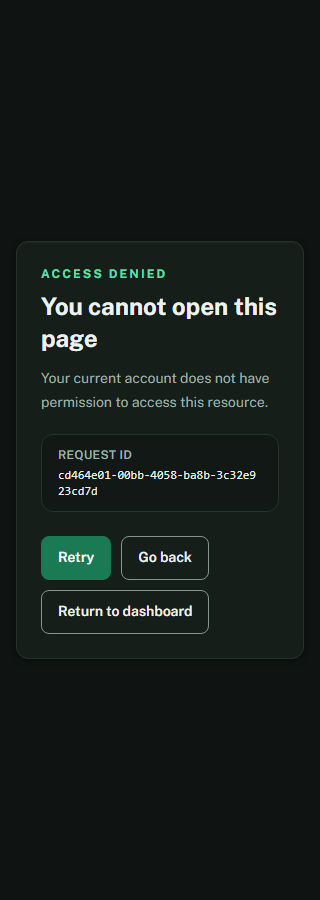 ACCESS DENIED
You cannot open this
page
Your current account does not have
permission to access this resource.
REQUEST ID
cd464e01-00bb-4058-ba8b-3c32e9
23cd7d
Retry
Go back
Return to dashboard